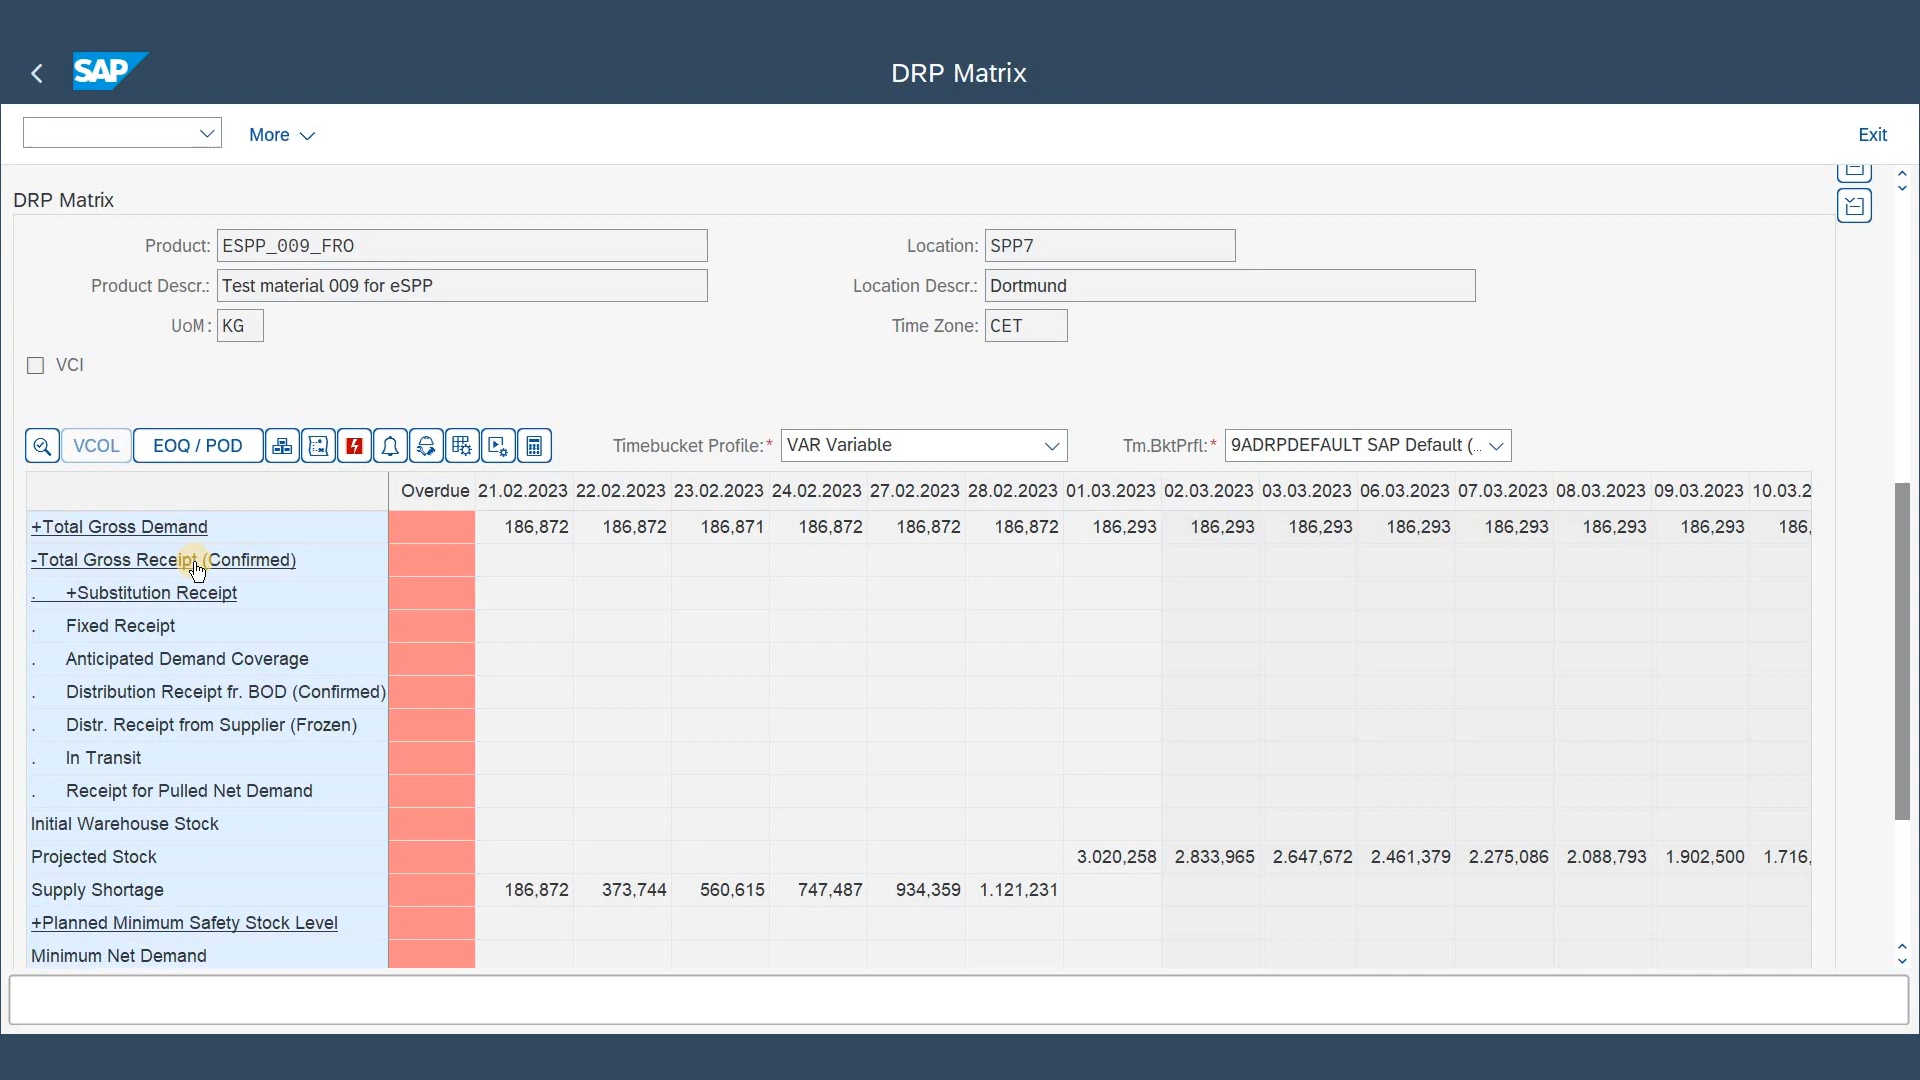 SAP
DRP Matrix
More
Exit
DRP Matrix
Product: ESPP_009_FRO Location: SPP7
Product Descr.: Test material 009 for eSPP Location Descr.: Dortmund
UoM: KG Time Zone: CET
VCI
VCOL EOQ / POD Timebucket Profile:* VAR Variable Tm.BktPrfl:* 9ADRPDEFAULT SAP Default (...
Overdue 21.02.2023 22.02.2023 23.02.2023 24.02.2023 27.02.2023 28.02.2023 01.03.2023 02.03.2023 03.03.2023 06.03.2023 07.03.2023 08.03.2023 09.03.2023 10.03.2
+Total Gross Demand 186,872 186,872 186,871 186,872 186,872 186,872 186,293 186,293 186,293 186,293 186,293 186,293 186,293 186,
-Total Gross Receipt (Confirmed)
. +Substitution Receipt
. Fixed Receipt
. Anticipated Demand Coverage
. Distribution Receipt fr. BOD (Confirmed)
. Distr. Receipt from Supplier (Frozen)
. In Transit
. Receipt for Pulled Net Demand
Initial Warehouse Stock
Projected Stock 3.020,258 2.833,965 2.647,672 2.461,379 2.275,086 2.088,793 1.902,500 1.716,
Supply Shortage 186,872 373,744 560,615 747,487 934,359 1.121,231
+Planned Minimum Safety Stock Level
Minimum Net Demand